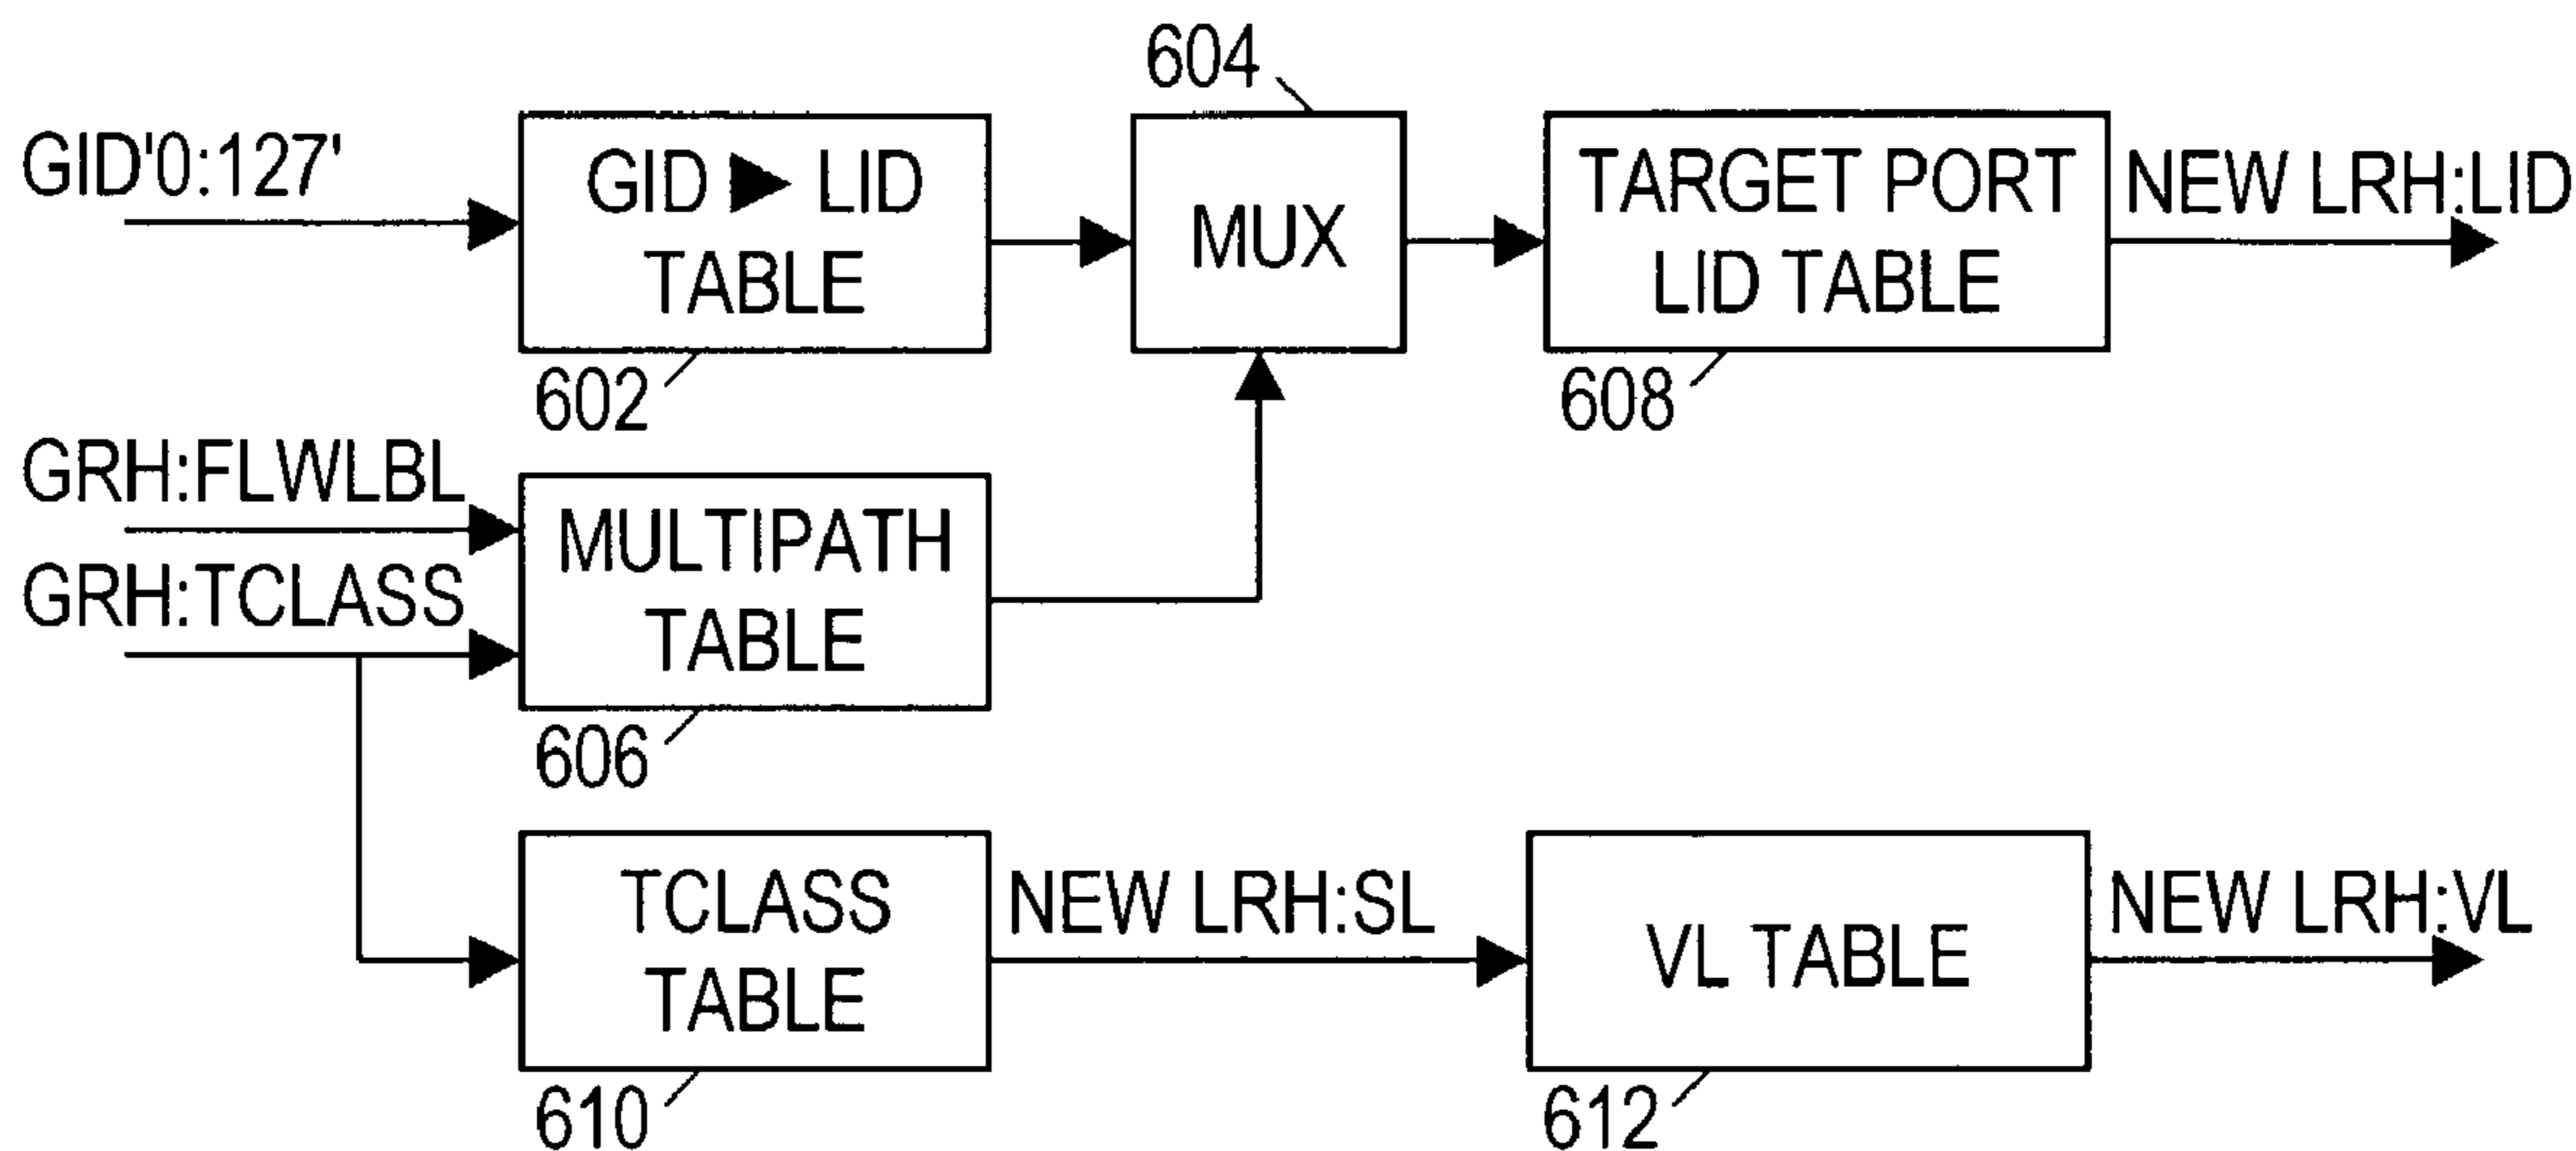 604
GID'0:127'
GID ▶ LID
TABLE
MUX
TARGET PORT
LID TABLE
NEW LRH:LID
602
608
GRH:FLWLBL
GRH:TCLASS
MULTIPATH
TABLE
606
TCLASS
TABLE
NEW LRH:SL
VL TABLE
NEW LRH:VL
610
612